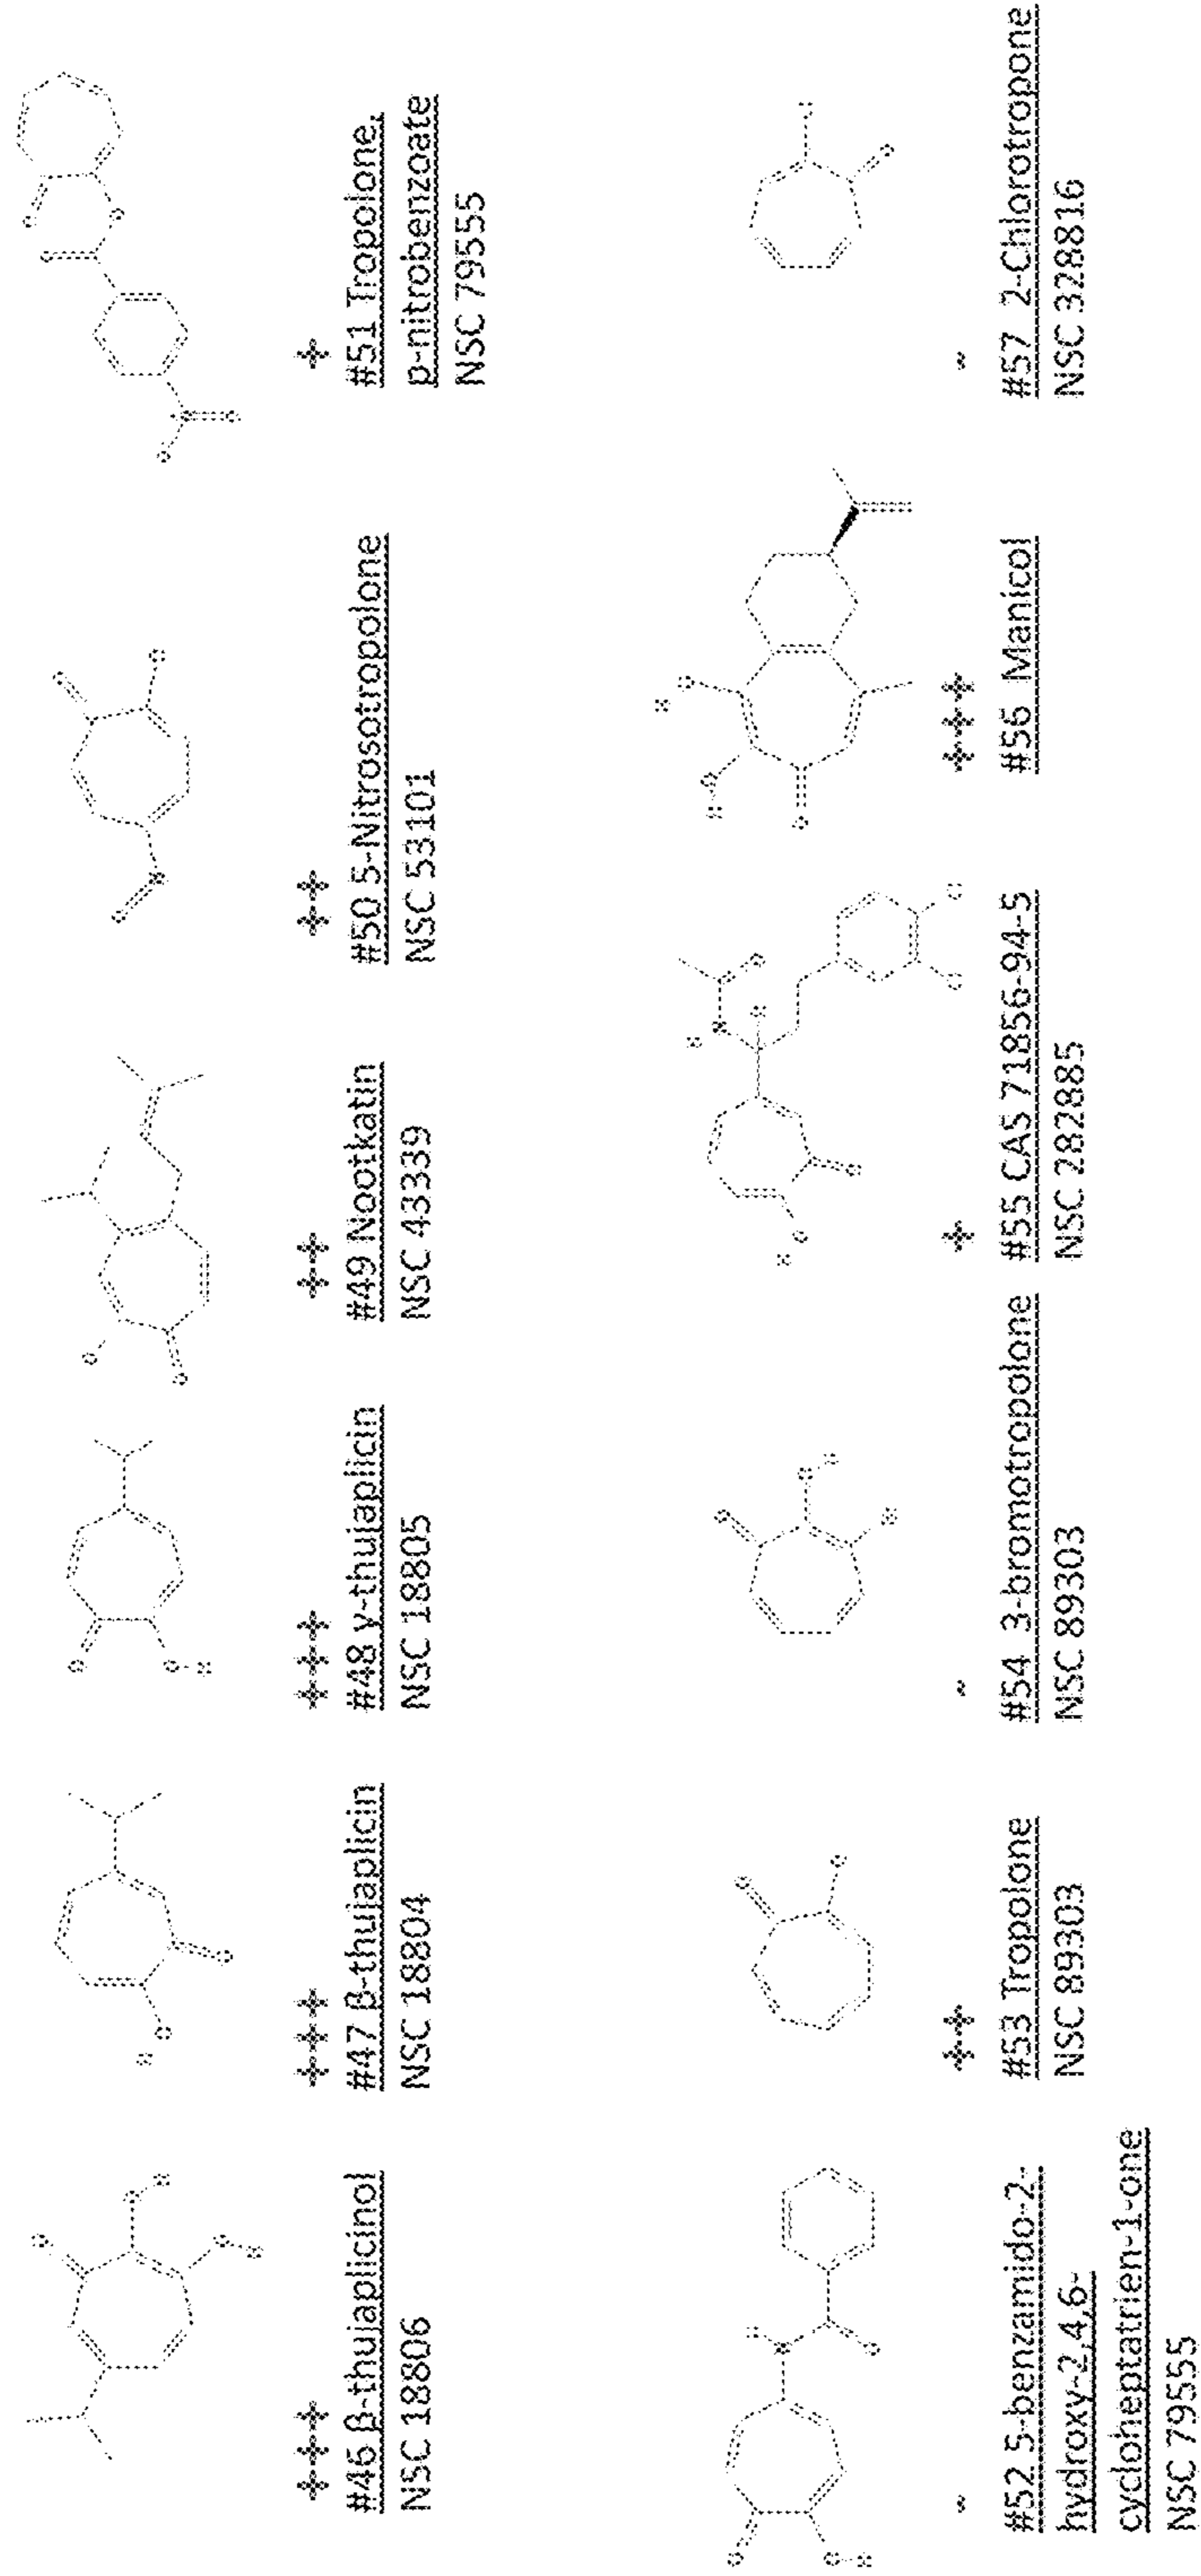 +++
#46 β-thujaplicinol
NSC 18806
+++
#47 β-thujaplicin
NSC 18804
+++
#48 γ-thujaplicin
NSC 18805
++
#49 Nootkatin
NSC 43339
++
#50 5-Nitrosotropolone
NSC 53101
+
#51 Tropolone,
p-nitrobenzoate
NSC 79555
-
#52 5-benzamido-2-
hydroxy-2,4,6-
cycloheptatrien-1-one
NSC 79555
++
#53 Tropolone
NSC 89303
-
#54 3-bromotropolone
NSC 89303
+
#55 CAS 71856-94-5
NSC 282885
+++
#56 Manicol
-
#57 2-Chlorotropone
NSC 328816